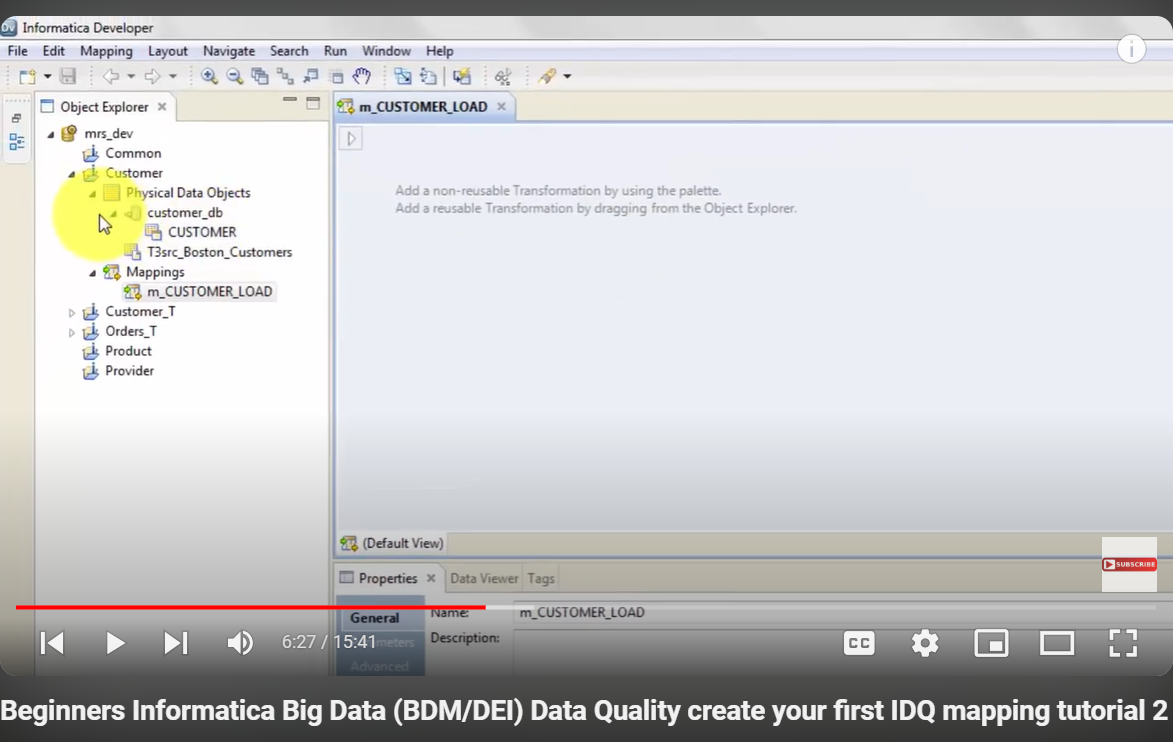 Informatica Developer
File Edit Mapping Layout Navigate Search Run Window Help
Object Explorer
m_CUSTOMER_LOAD
mrs_dev
Common
Customer
Physical Data Objects
customer_db
CUSTOMER
T3src_Boston_Customers
Mappings
m_CUSTOMER_LOAD
Customer_T
Orders_T
Product
Provider
Add a non-reusable Transformation by using the palette.
Add a reusable Transformation by dragging from the Object Explorer.
(Default View)
SUBSCRIBE
Properties Data Viewer Tags
General
Name: m_CUSTOMER_LOAD
Description:
Advanced
6:27 / 15:41
CC
Beginners Informatica Big Data (BDM/DEI) Data Quality create your first IDQ mapping tutorial 2